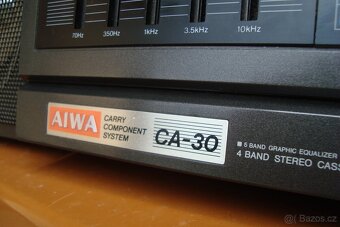 70Hz 350Hz 1kHz 3.5kHz 10kHz
AIWA
CARRY
COMPONENT
SYSTEM
CA-30
■ 5 BAND GRAPHIC EQUALIZER
4 BAND STEREO CASS
sbazos.cz